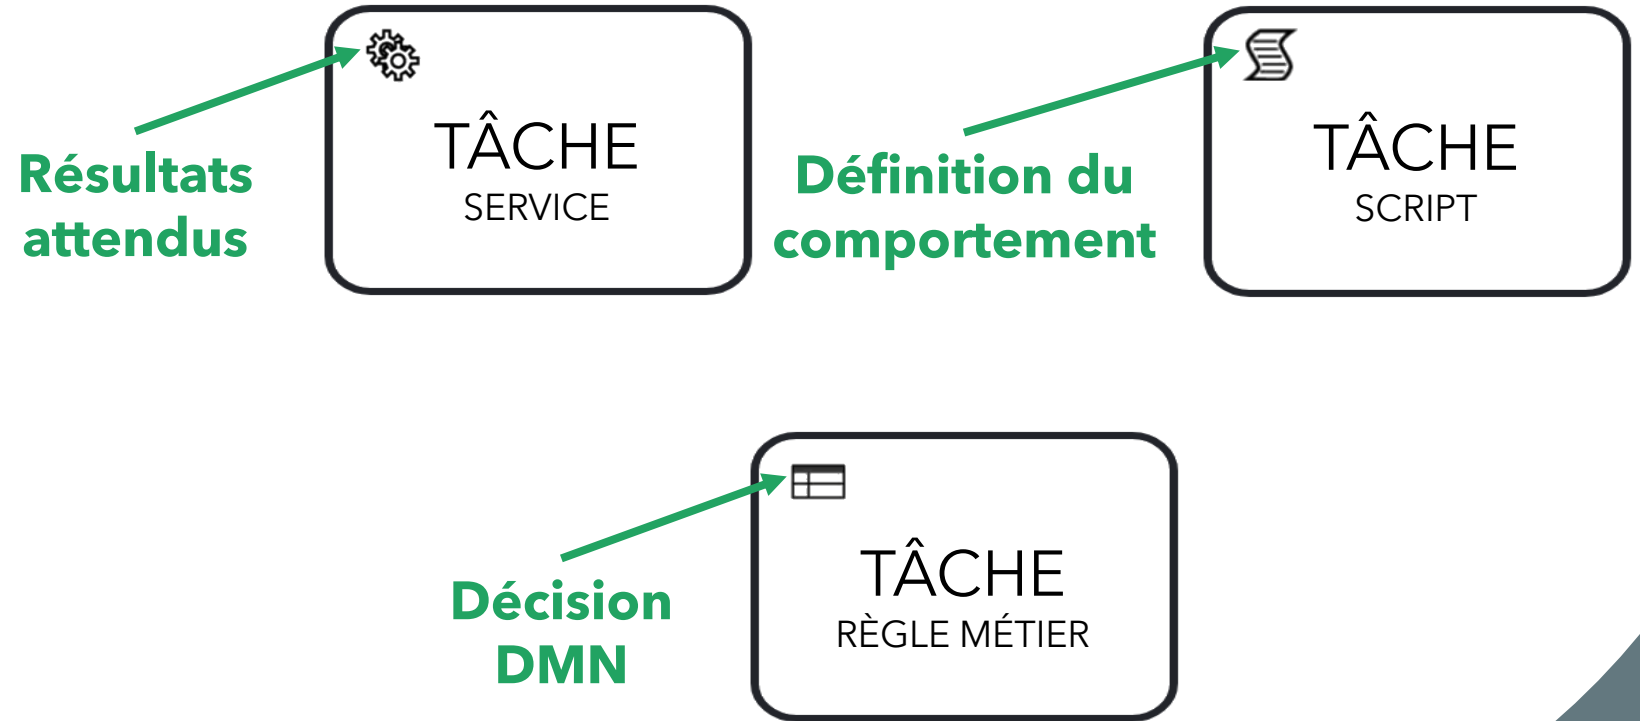 Résultats
attendus
TÂCHE
SERVICE
Définition du
comportement
TÂCHE
SCRIPT
Décision
DMN
TÂCHE
RÈGLE MÉTIER